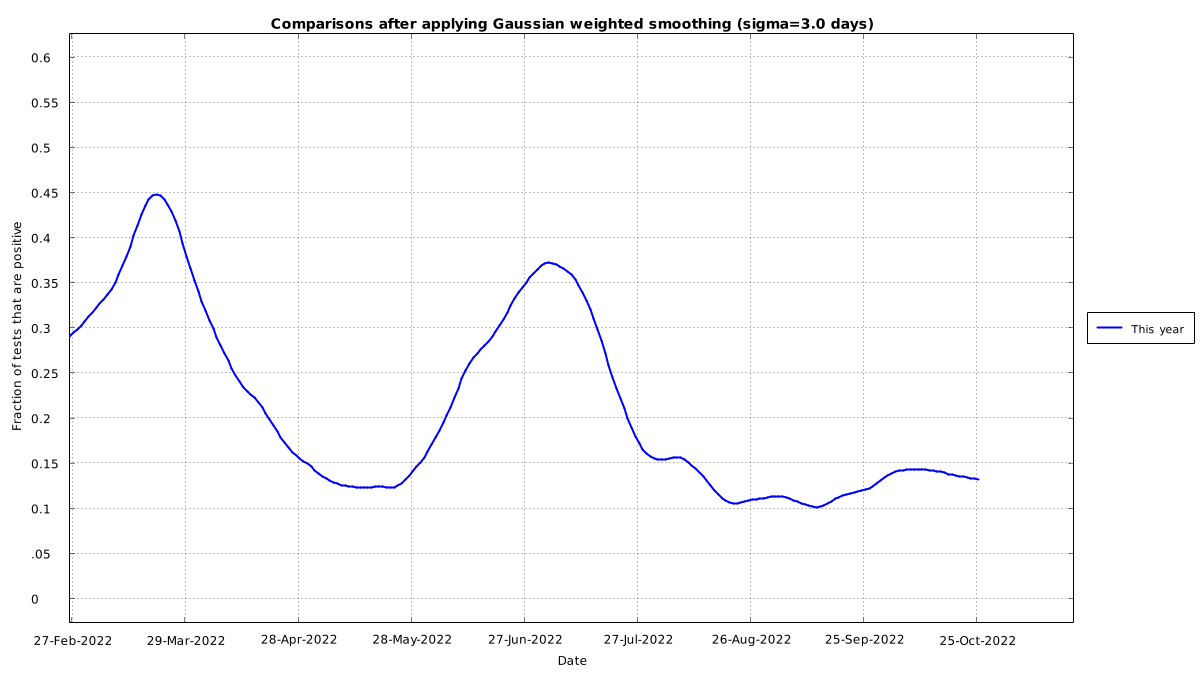 Comparisons after applying Gaussian weighted smoothing (sigma=3.0 days)
0.6
0.55
0.5
0.45
0.4
0.35
0.3
0.25
0.2
0.15
0.1
.05
0
Fraction of tests that are positive
27-Feb-2022 29-Mar-2022 28-Apr-2022 28-May-2022 27-Jun-2022 27-Jul-2022 26-Aug-2022 25-Sep-2022 25-Oct-2022
Date
This year